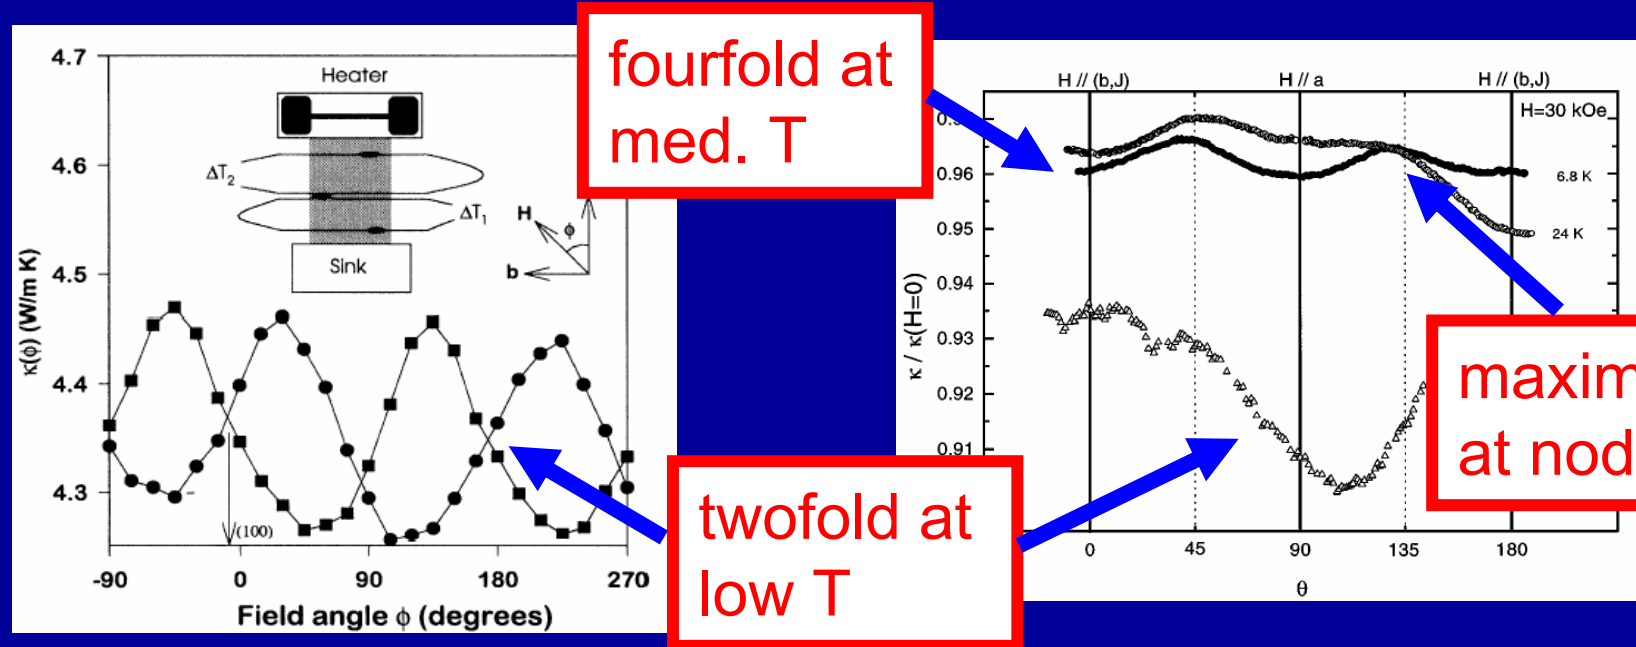 fourfold at
med. T
4.7
4.6
4.5
4.4
4.3
κ(ϕ) (W/m K)
Heater
ΔT2
ΔT1
H
ϕ
b
Sink
(100)
-90
0
90
180
270
Field angle ϕ (degrees)
twofold at
low T
H // (b,J)
H // a
H // (b,J)
H=30 kOe
0.96
0.95
0.94
0.93
0.92
0.91
κ / κ(H=0)
6.8 K
24 K
at nod
0
45
90
135
180
θ